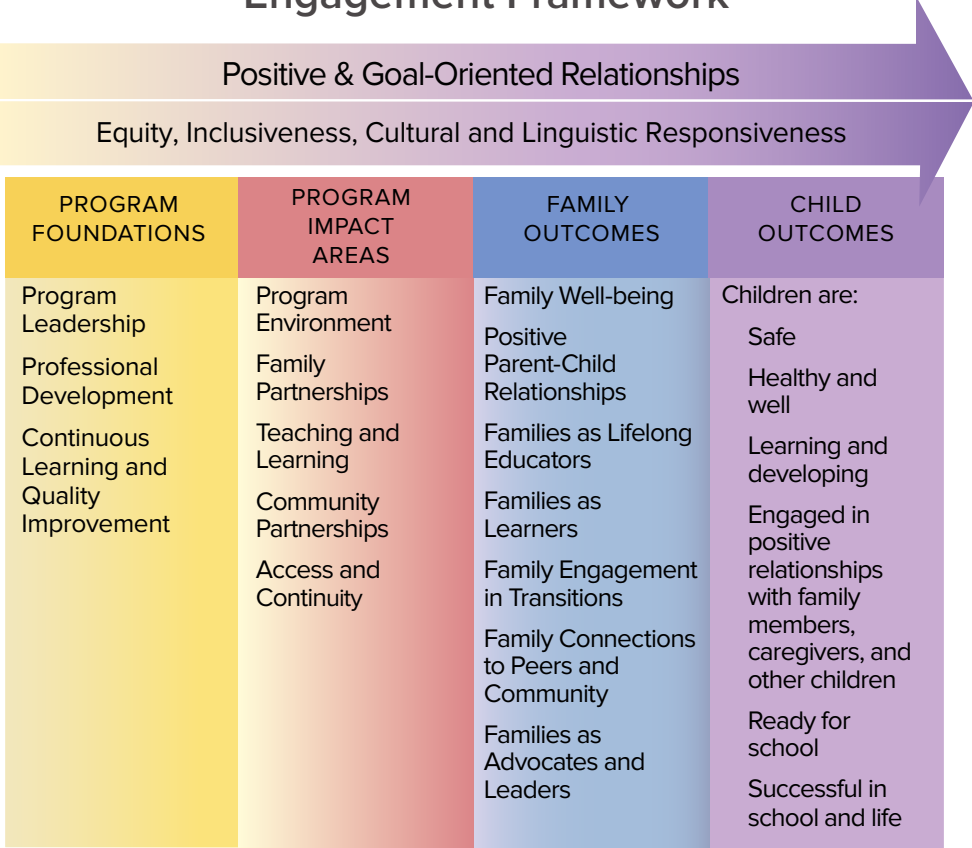 Engagement Framework
Positive & Goal-Oriented Relationships
Equity, Inclusiveness, Cultural and Linguistic Responsiveness
PROGRAM
FOUNDATIONS
Program
Leadership
Professional
Development
Continuous
Learning and
Quality
Improvement
PROGRAM
IMPACT
AREAS
Program
Environment
Family
Partnerships
Teaching and
Learning
Community
Partnerships
Access and
Continuity
FAMILY
OUTCOMES
Family Well-being
Positive
Parent-Child
Relationships
Families as Lifelong
Educators
Families as
Learners
Family Engagement
in Transitions
Family Connections
to Peers and
Community
Families as
Advocates and
Leaders
CHILD
OUTCOMES
Children are:
Safe
Healthy and
well
Learning and
developing
Engaged in
positive
relationships
with family
members,
caregivers, and
other children
Ready for
school
Successful in
school and life